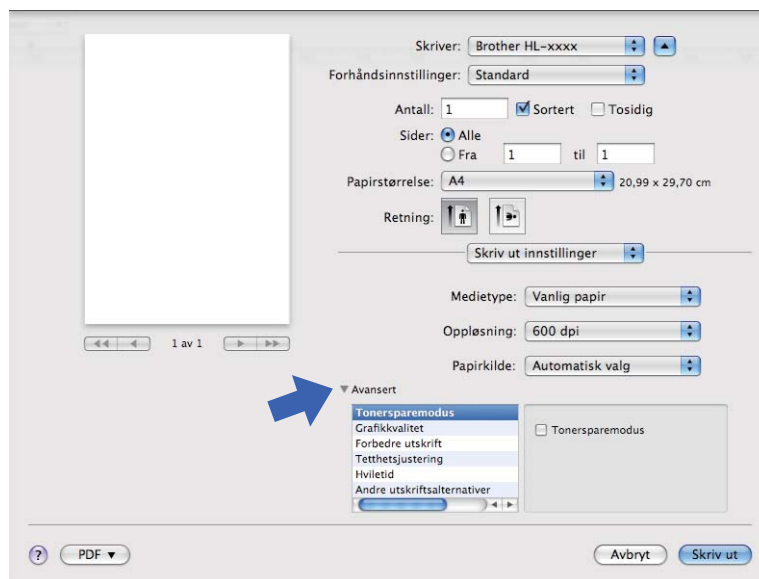 Skriver: Brother HL-xxxx
Forhåndsinnstillinger: Standard
Antall: 1 Sortert Tosidig
Sider: Alle
Fra 1 til 1
Papirstørrelse: A4 20,99 x 29,70 cm
Retning:
Skriv ut innstillinger
Medietype: Vanlig papir
Oppløsning: 600 dpi
1 av 1
Papirkilde: Automatisk valg
Avansert
Tonersparemodus
Grafikkvalitet
Forbedre utskrift
Tetthetsjustering
Hviletid
Andre utskriftsalternativer
Tonersparemodus
? PDF
Avbryt Skriv ut